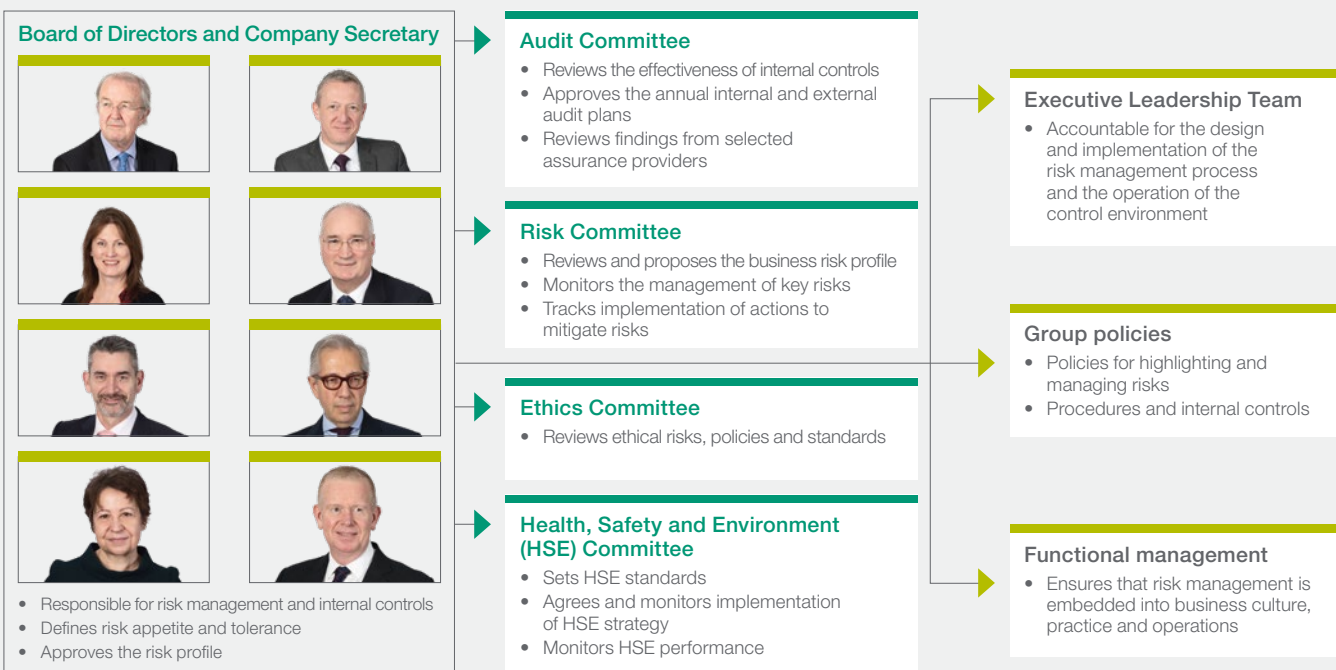 Board of Directors and Company Secretary
• Responsible for risk management and internal controls
• Defines risk appetite and tolerance
• Approves the risk profile
Audit Committee
• Reviews the effectiveness of internal controls
• Approves the annual internal and external
audit plans
• Reviews findings from selected
assurance providers
Risk Committee
• Reviews and proposes the business risk profile
• Monitors the management of key risks
• Tracks implementation of actions to
mitigate risks
Ethics Committee
• Reviews ethical risks, policies and standards
Health, Safety and Environment
(HSE) Committee
• Sets HSE standards
• Agrees and monitors implementation
of HSE strategy
• Monitors HSE performance
Executive Leadership Team
• Accountable for the design
and implementation of the
risk management process
and the operation of the
control environment
Group policies
• Policies for highlighting and
managing risks
• Procedures and internal controls
Functional management
• Ensures that risk management is
embedded into business culture,
practice and operations